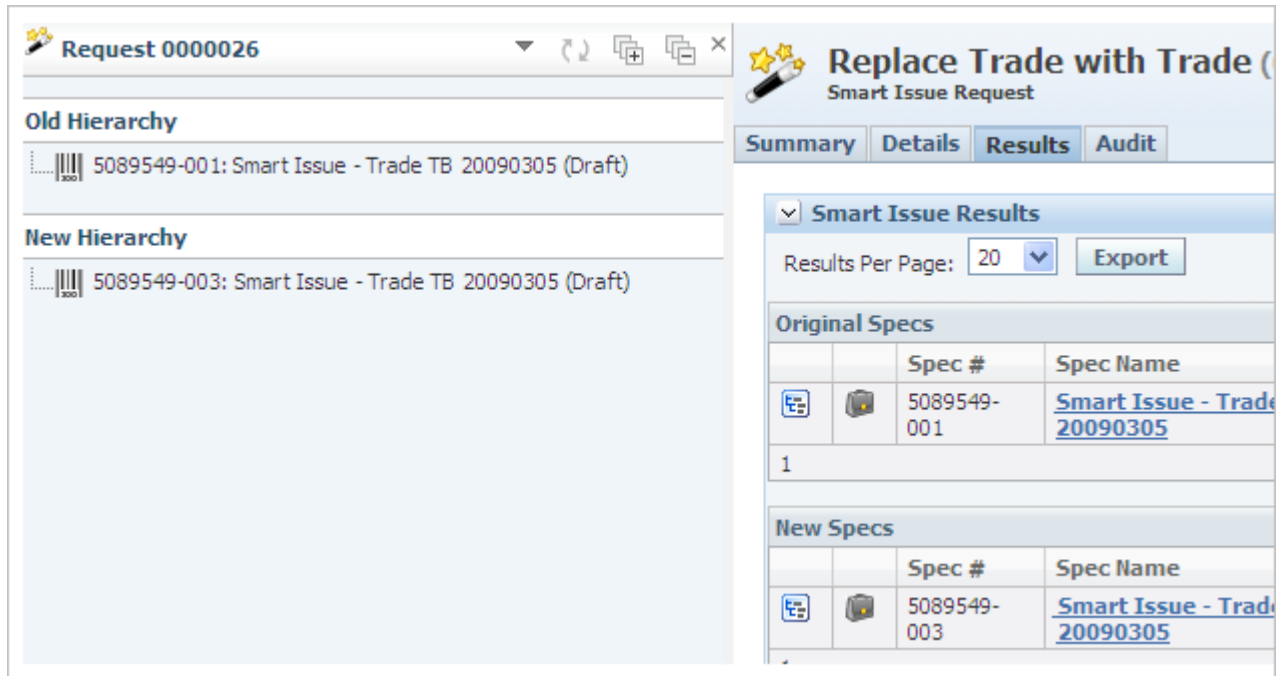 Request 0000026
Old Hierarchy
5089549-001: Smart Issue - Trade TB 20090305 (Draft)
New Hierarchy
5089549-003: Smart Issue - Trade TB 20090305 (Draft)
Replace Trade with Trade (
Smart Issue Request
Summary Details Results Audit
Smart Issue Results
Results Per Page: 20 Export
Original Specs
Spec # Spec Name
5089549- Smart Issue - Trade
001 20090305
1
New Specs
Spec # Spec Name
5089549- Smart Issue - Trade
003 20090305